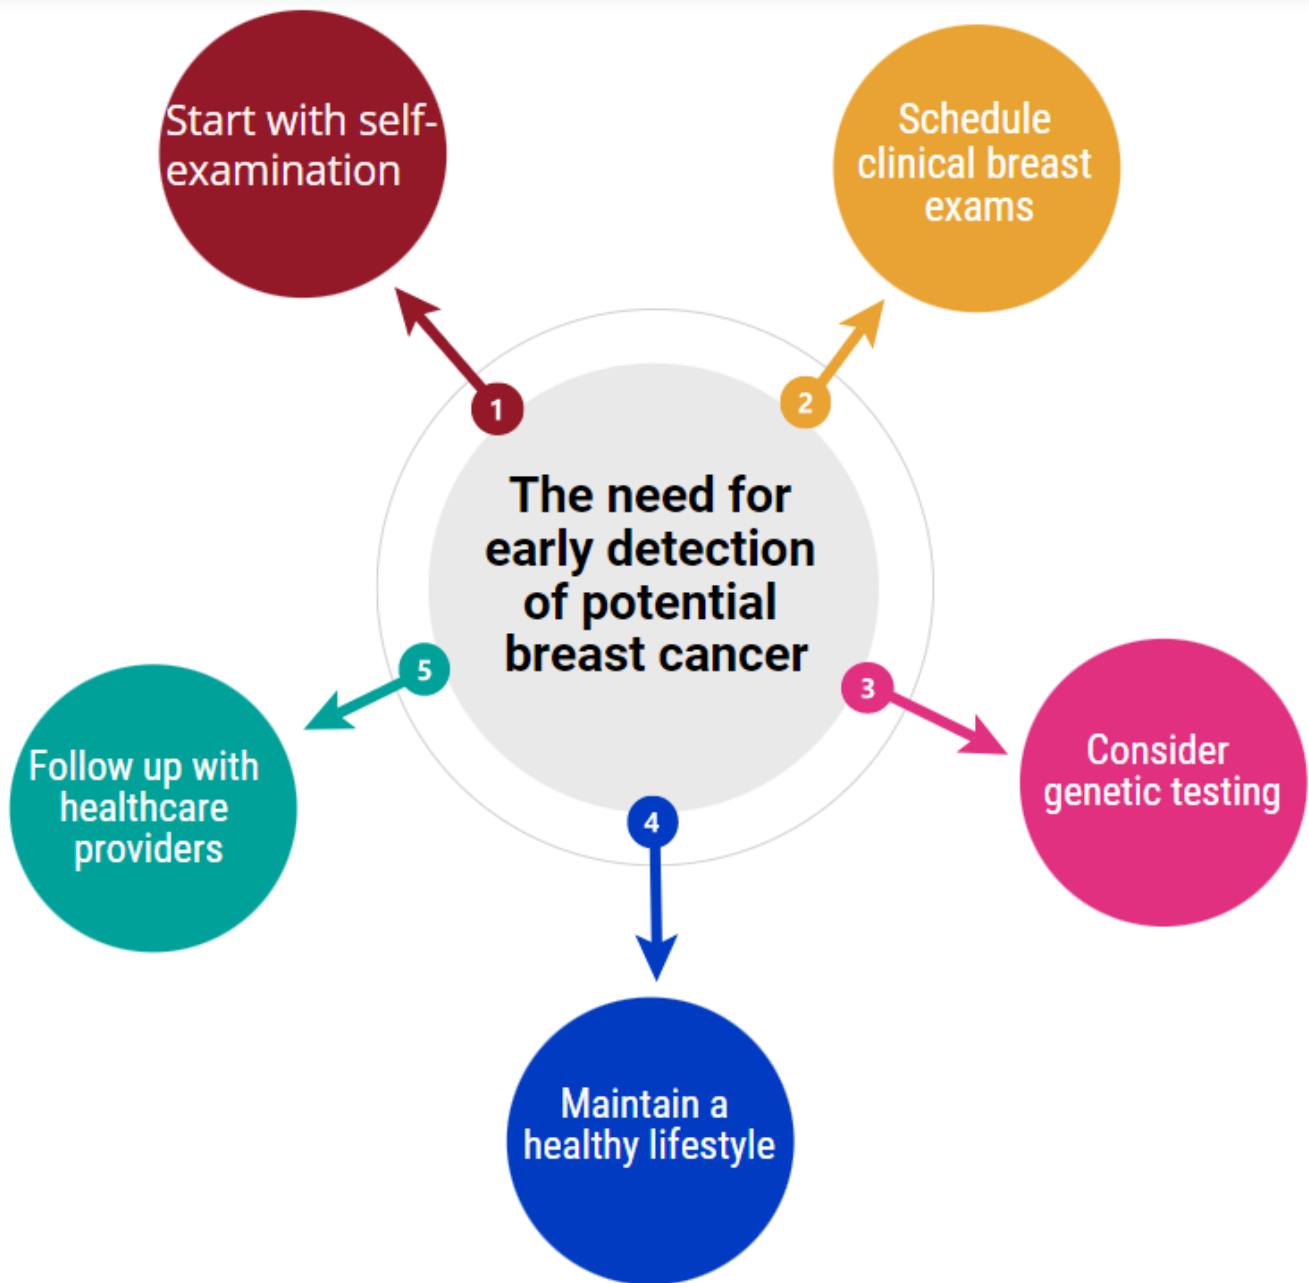 Start with self-
examination
Schedule
clinical breast
exams
1
2
The need for
early detection
of potential
breast cancer
5
3
Follow up with
healthcare
providers
Consider
genetic testing
4
Maintain a
healthy lifestyle